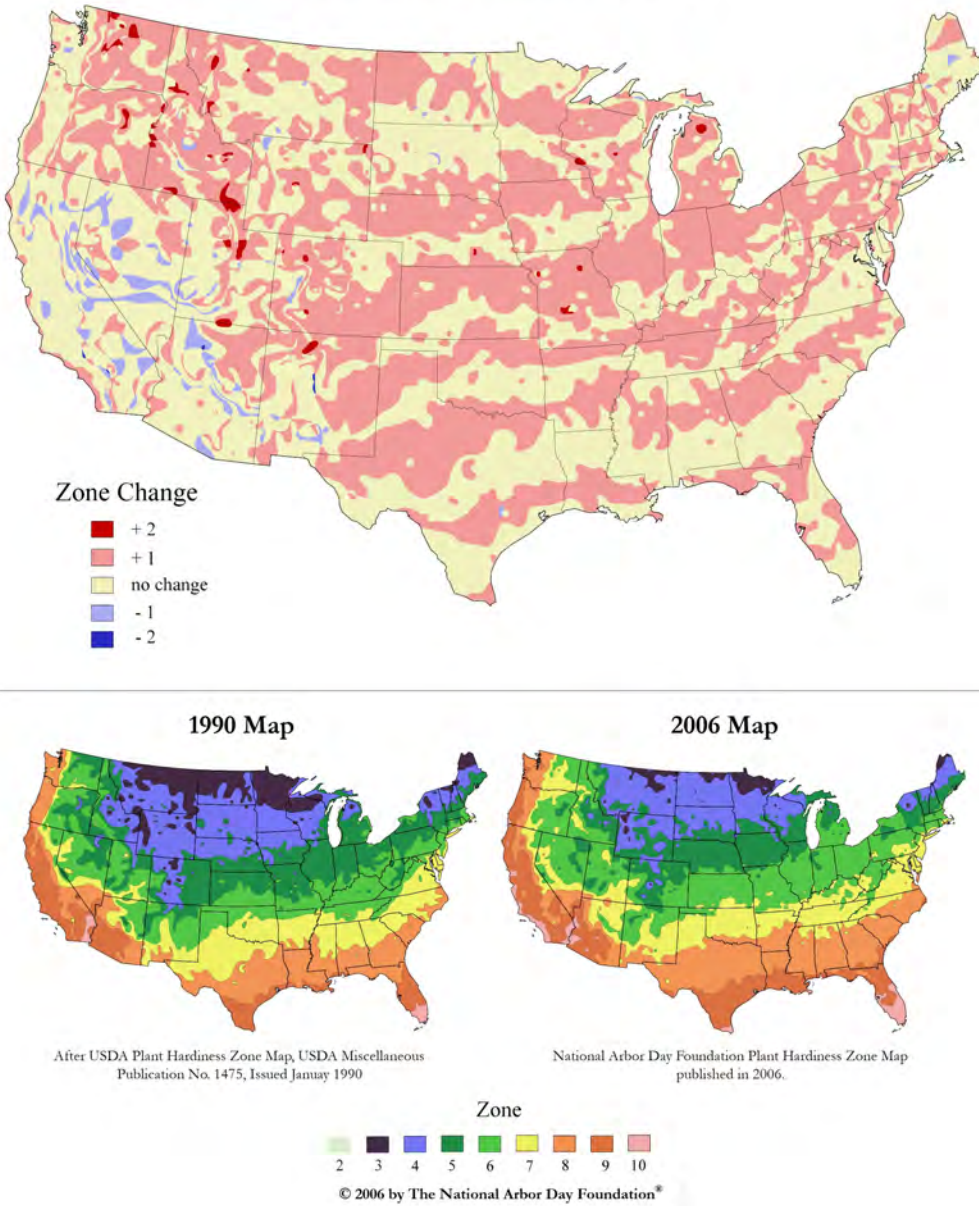 Zone Change
+ 2
+ 1
no change
- 1
- 2
1990 Map
2006 Map
After USDA Plant Hardiness Zone Map, USDA Miscellaneous
Publication No. 1475, Issued Januay 1990
National Arbor Day Foundation Plant Hardiness Zone Map
published in 2006.
Zone
2 3 4 5 6 7 8 9 10
© 2006 by The National Arbor Day Foundation®